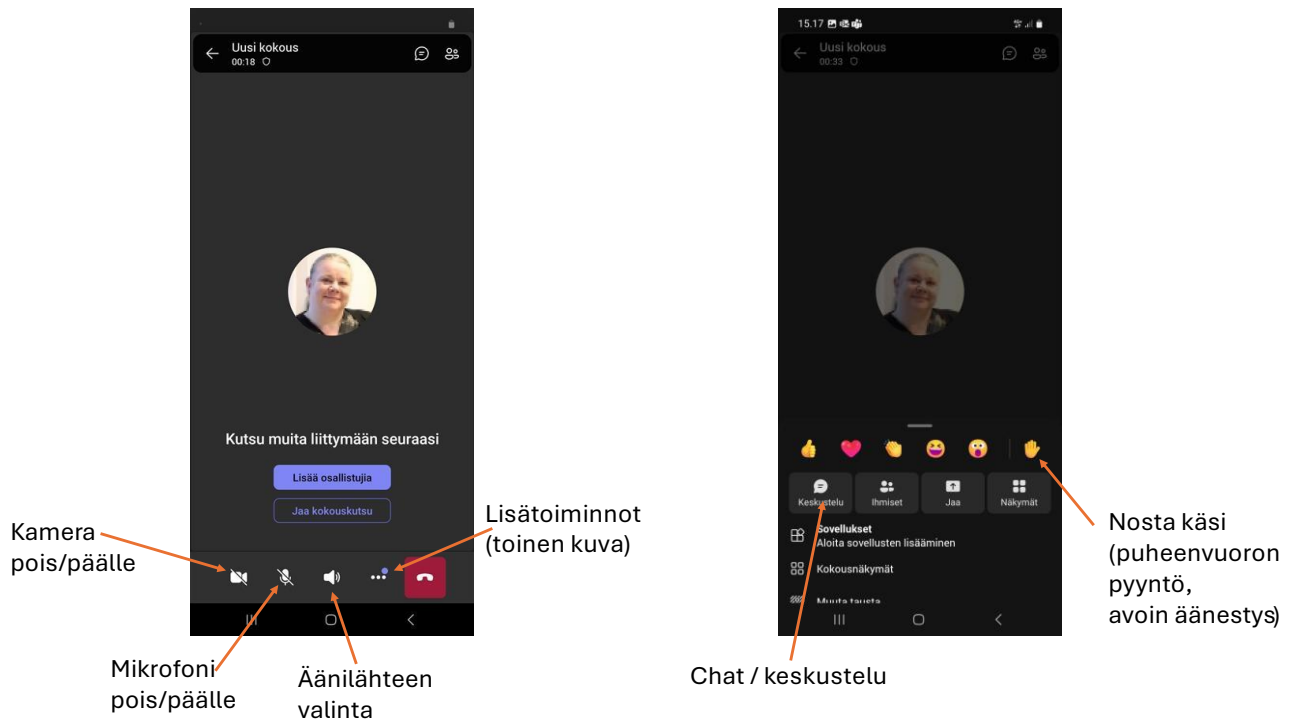 Uusi kokous
00:18
Kutsu muita liittymään seuraasi
Lisää osallistujia
Jaa kokouskutsu
Kamera
pois/päälle
Mikrofoni
pois/päälle
Äänilähteen
valinta
Lisätoiminnot
(toinen kuva)
15.17
Uusi kokous
00:33
Keskustelu
Ihmiset
Jaa
Näkymät
Sovellukset
Aloita sovellusten lisääminen
Kokousnäkymät
Muuta tausta
Chat / keskustelu
Nosta käsi
(puheenvuoron
pyyntö,
avoin äänestys)